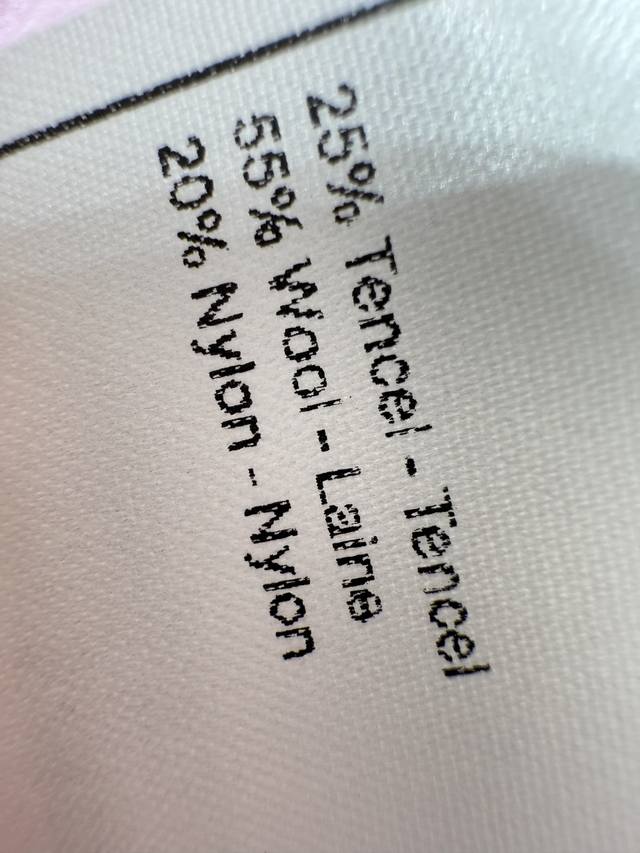 25% Tencel - Tencel
55% Wool - Laine
20% Nylon - Nylon